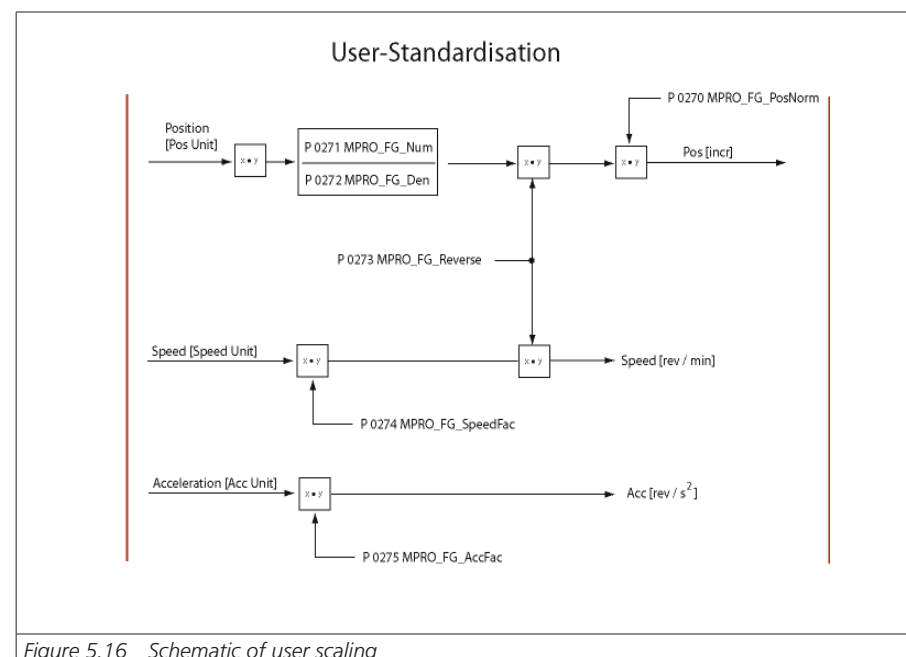 User-Standardisation
P 0270 MPRO_FG_PosNorm
Position
[Pos Unit]
x • y
P 0271 MPRO_FG_Num
P 0272 MPRO_FG_Den
x • y
x • y
Pos [incr]
P 0273 MPRO_FG_Reverse
Speed [Speed Unit]
x • y
x • y
Speed [rev / min]
P 0274 MPRO_FG_SpeedFac
Acceleration [Acc Unit]
x • y
Acc [rev / s²]
P 0275 MPRO_FG_AccFac
Figure 5.16 Schematic of user scaling